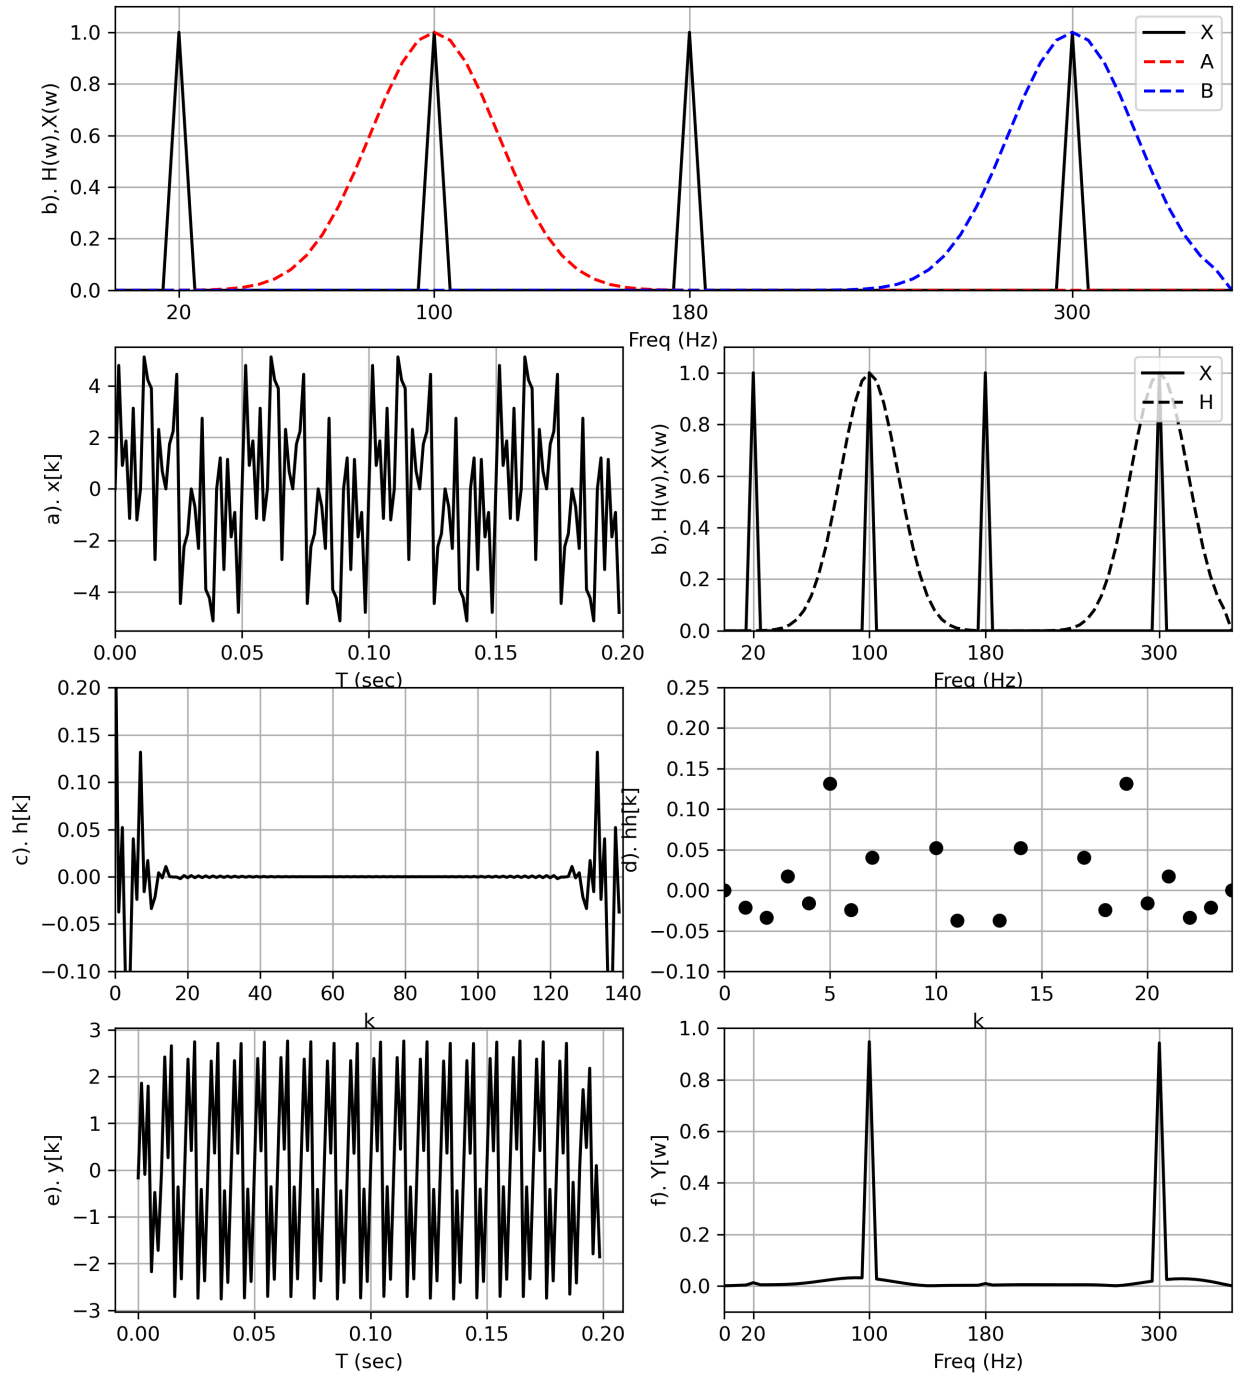 b). H(w),X(w)
1.0
0.8
0.6
0.4
0.2
0.0
X
A
B
20 100 180 300
Freq (Hz)
a). x[k]
4
2
0
−2
−4
0.00 0.05 0.10 0.15 0.20
T (sec)
b). H(w),X(w)
1.0
0.8
0.6
0.4
0.2
0.0
X
H
20 100 180 300
Freq (Hz)
c). h[k]
0.20
0.15
0.10
0.05
0.00
−0.05
−0.10
0 20 40 60 80 100 120 140
k
d). hh[k]
0.25
0.20
0.15
0.10
0.05
0.00
−0.05
−0.10
0 5 10 15 20
k
e). y[k]
3
2
1
0
−1
−2
−3
0.00 0.05 0.10 0.15 0.20
T (sec)
f). Y[w]
1.0
0.8
0.6
0.4
0.2
0.0
0 20 100 180 300
Freq (Hz)